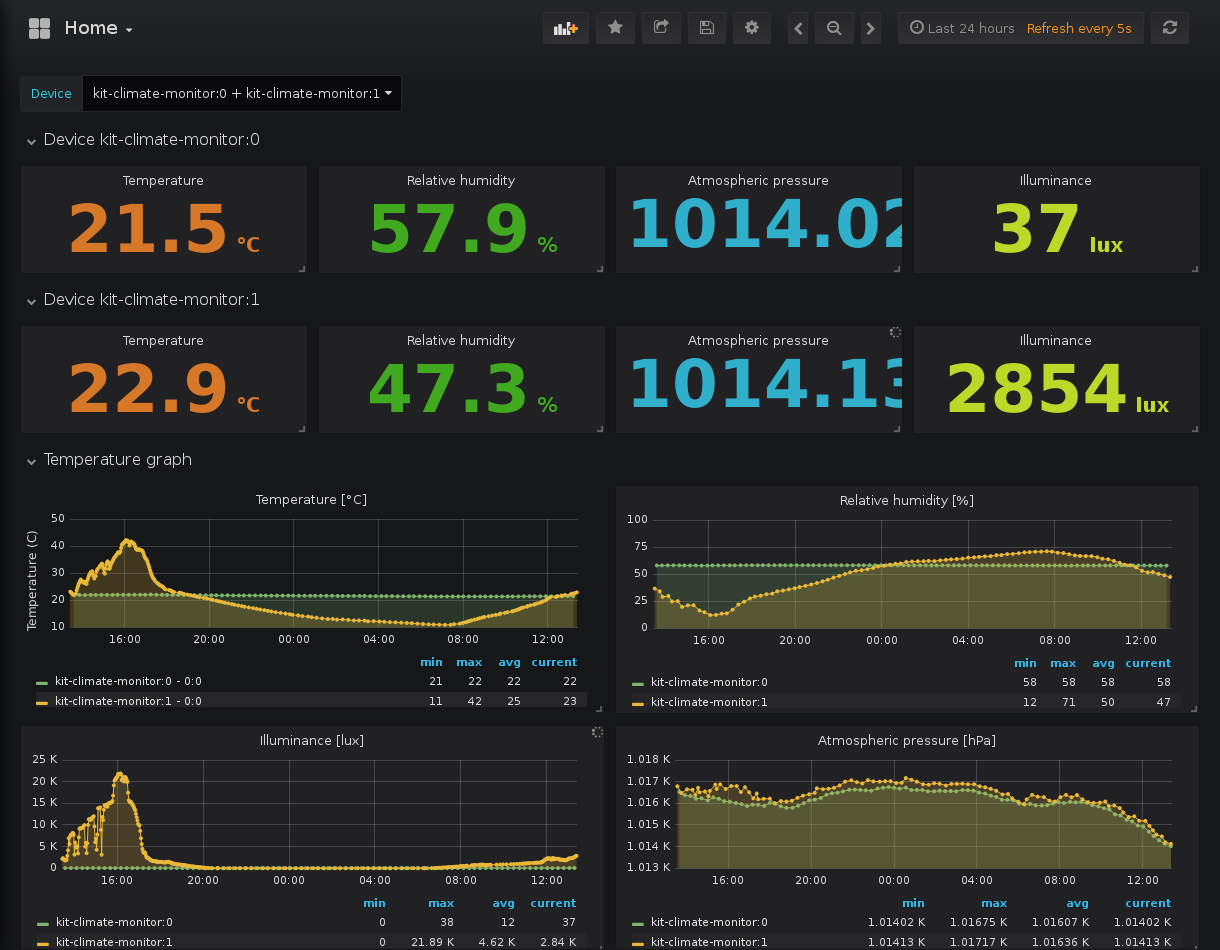 Home
Last 24 hours Refresh every 5s
Device kit-climate-monitor:0 + kit-climate-monitor:1
Device kit-climate-monitor:0
Temperature Relative humidity Atmospheric pressure Illuminance
21.5 °C 57.9 % 1014.02 37 lux
Device kit-climate-monitor:1
Temperature Relative humidity Atmospheric pressure Illuminance
22.9 °C 47.3 % 1014.13 2854 lux
Temperature graph
Temperature [°C]
Temperature (C)
50
40
30
20
10
16:00 20:00 00:00 04:00 08:00 12:00
min max avg current
kit-climate-monitor:0 - 0:0 21 22 22 22
kit-climate-monitor:1 - 0:0 11 42 25 23
Relative humidity [%]
100
75
50
25
0
16:00 20:00 00:00 04:00 08:00 12:00
min max avg current
kit-climate-monitor:0 58 58 58 58
kit-climate-monitor:1 12 71 50 47
Illuminance [lux]
25 K
20 K
15 K
10 K
5 K
0
16:00 20:00 00:00 04:00 08:00 12:00
min max avg current
kit-climate-monitor:0 0 38 12 37
kit-climate-monitor:1 0 21.89 K 4.62 K 2.84 K
Atmospheric pressure [hPa]
1.018 K
1.017 K
1.016 K
1.015 K
1.014 K
1.013 K
16:00 20:00 00:00 04:00 08:00 12:00
min max avg current
kit-climate-monitor:0 1.01402 K 1.01675 K 1.01607 K 1.01402 K
kit-climate-monitor:1 1.01413 K 1.01717 K 1.01636 K 1.01413 K